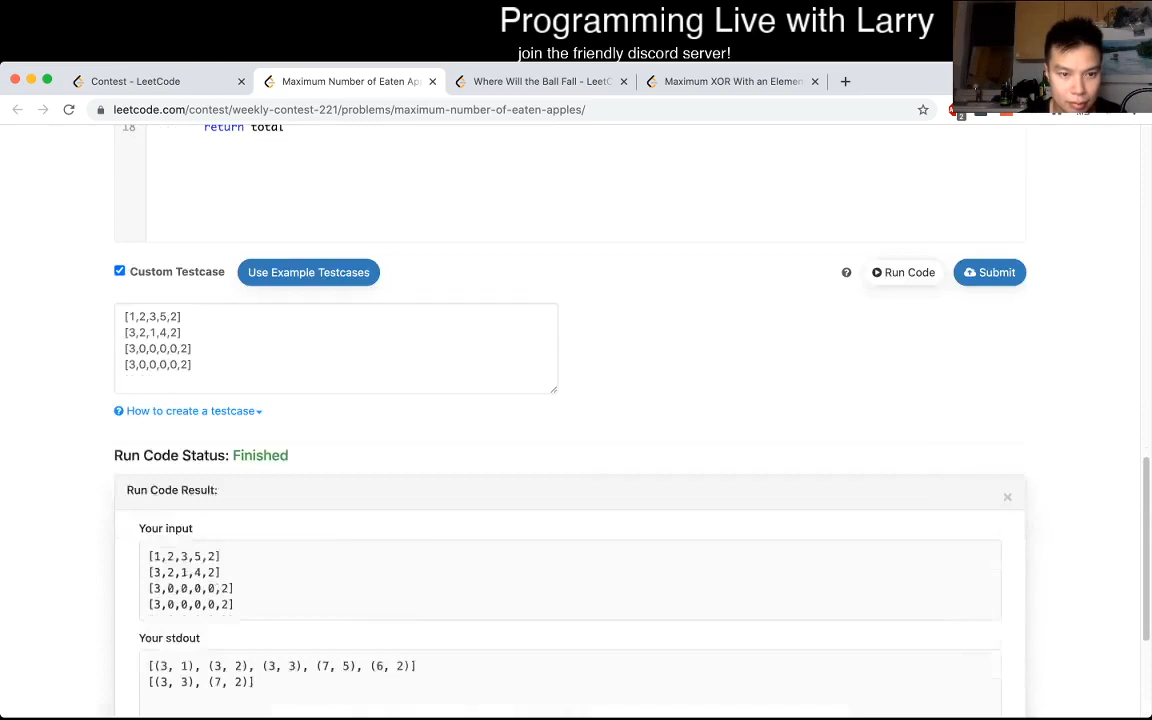 Programming Live with Larry
join the friendly discord server!
Contest - LeetCode
Maximum Number of Eaten Ap
Where Will the Ball Fall - LeetC
Maximum XOR With an Elemen
leetcode.com/contest/weekly-contest-221/problems/maximum-number-of-eaten-apples/
2
18 return total
Custom Testcase
Use Example Testcases
Run Code
Submit
[1,2,3,5,2]
[3,2,1,4,2]
[3,0,0,0,0,2]
[3,0,0,0,0,2]
How to create a testcase
Run Code Status: Finished
Run Code Result:
Your input
[1,2,3,5,2]
[3,2,1,4,2]
[3,0,0,0,0,2]
[3,0,0,0,0,2]
Your stdout
[(3, 1), (3, 2), (3, 3), (7, 5), (6, 2)]
[(3, 3), (7, 2)]